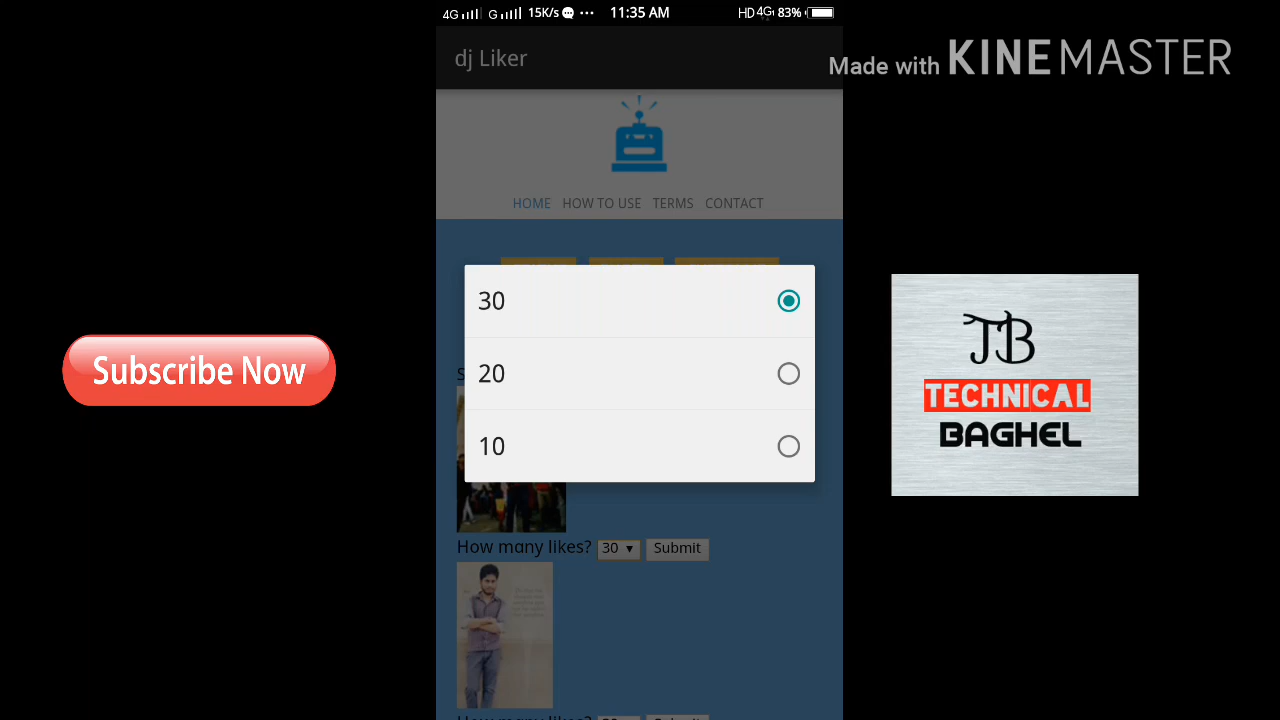 4G G 15K/s 11:35 AM HD 4G 83%
dj Liker
Made with KINEMASTER
HOME HOW TO USE TERMS CONTACT
30
20
10
Subscribe Now
JB
TECHNICAL
BAGHEL
How many likes? 30 ▼ Submit